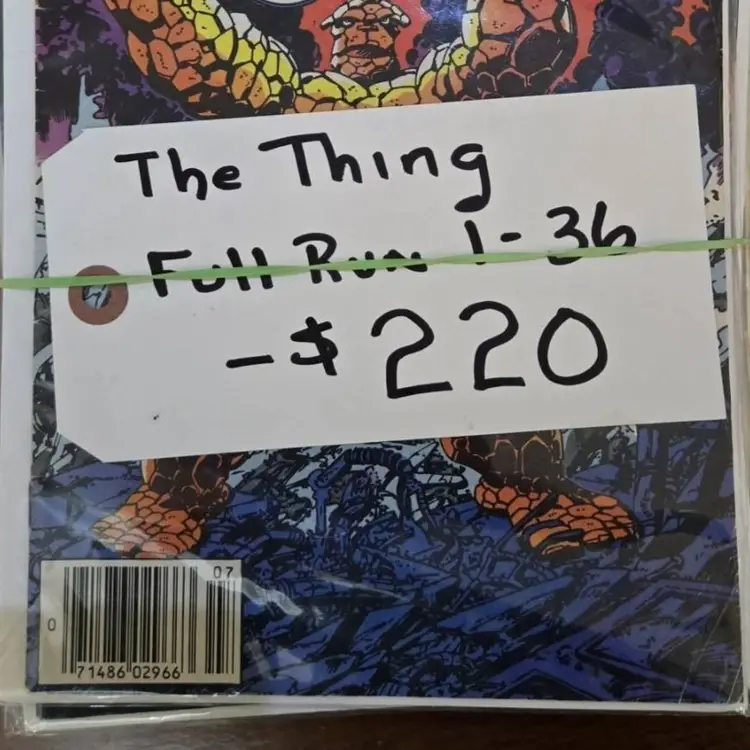 The Thing
Full Run 1-36
-$220
07
0
71486 02966